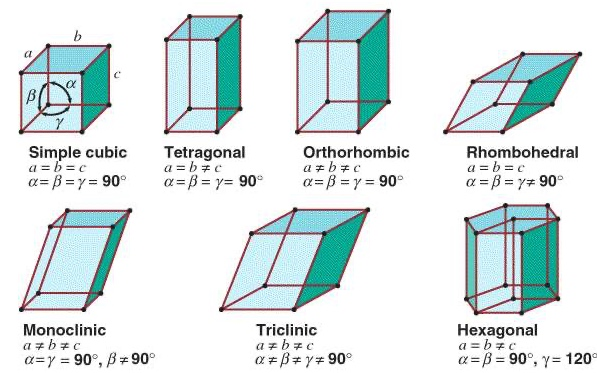 b
a
c
α
β
γ
Simple cubic
a = b = c
α = β = γ = 90°
Tetragonal
a = b ≠ c
α = β = γ = 90°
Orthorhombic
a ≠ b ≠ c
α = β = γ = 90°
Rhombohedral
a = b = c
α = β = γ ≠ 90°
Monoclinic
a ≠ b ≠ c
α = γ = 90°, β ≠ 90°
Triclinic
a ≠ b ≠ c
α ≠ β ≠ γ ≠ 90°
Hexagonal
a = b ≠ c
α = β = 90°, γ = 120°